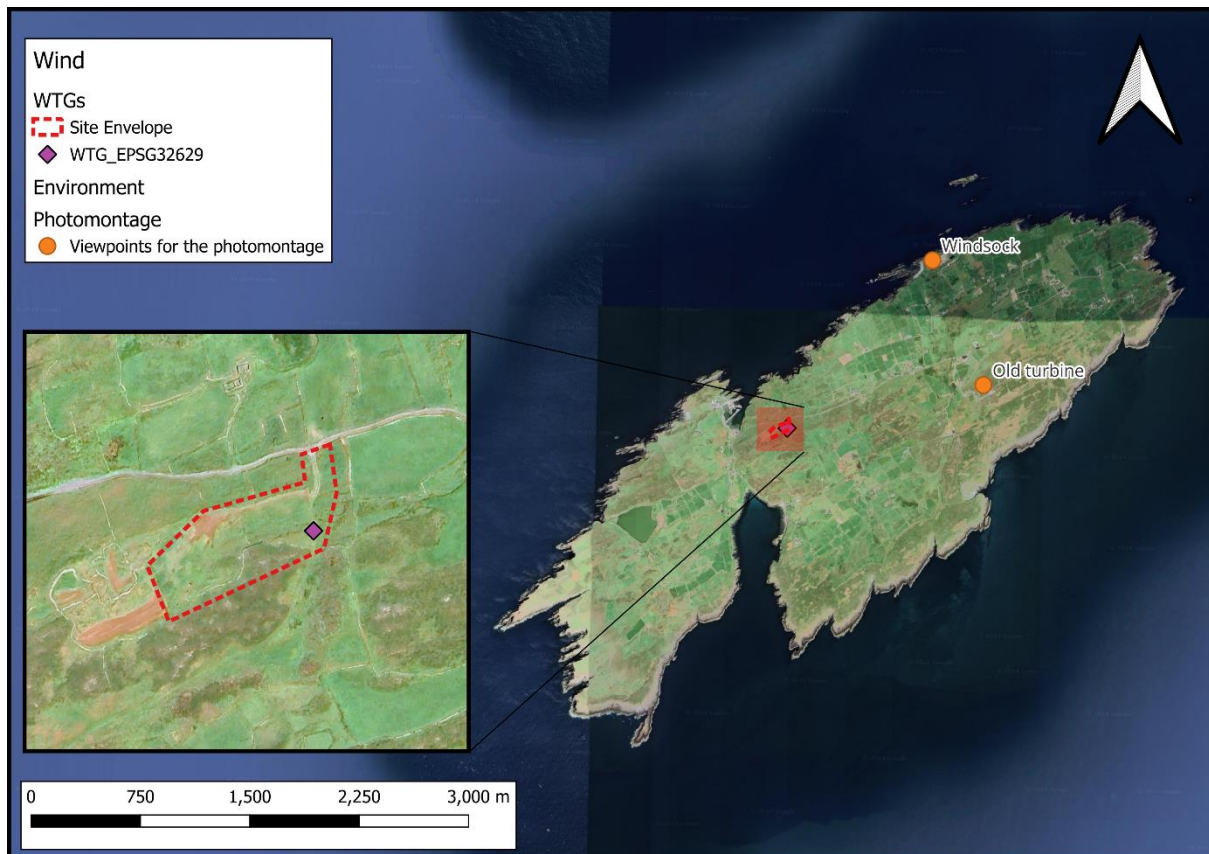 Wind
WTGs
Site Envelope
WTG_EPSG32629
Environment
Photomontage
Viewpoints for the photomontage
Windsock
Old turbine
0 750 1,500 2,250 3,000 m